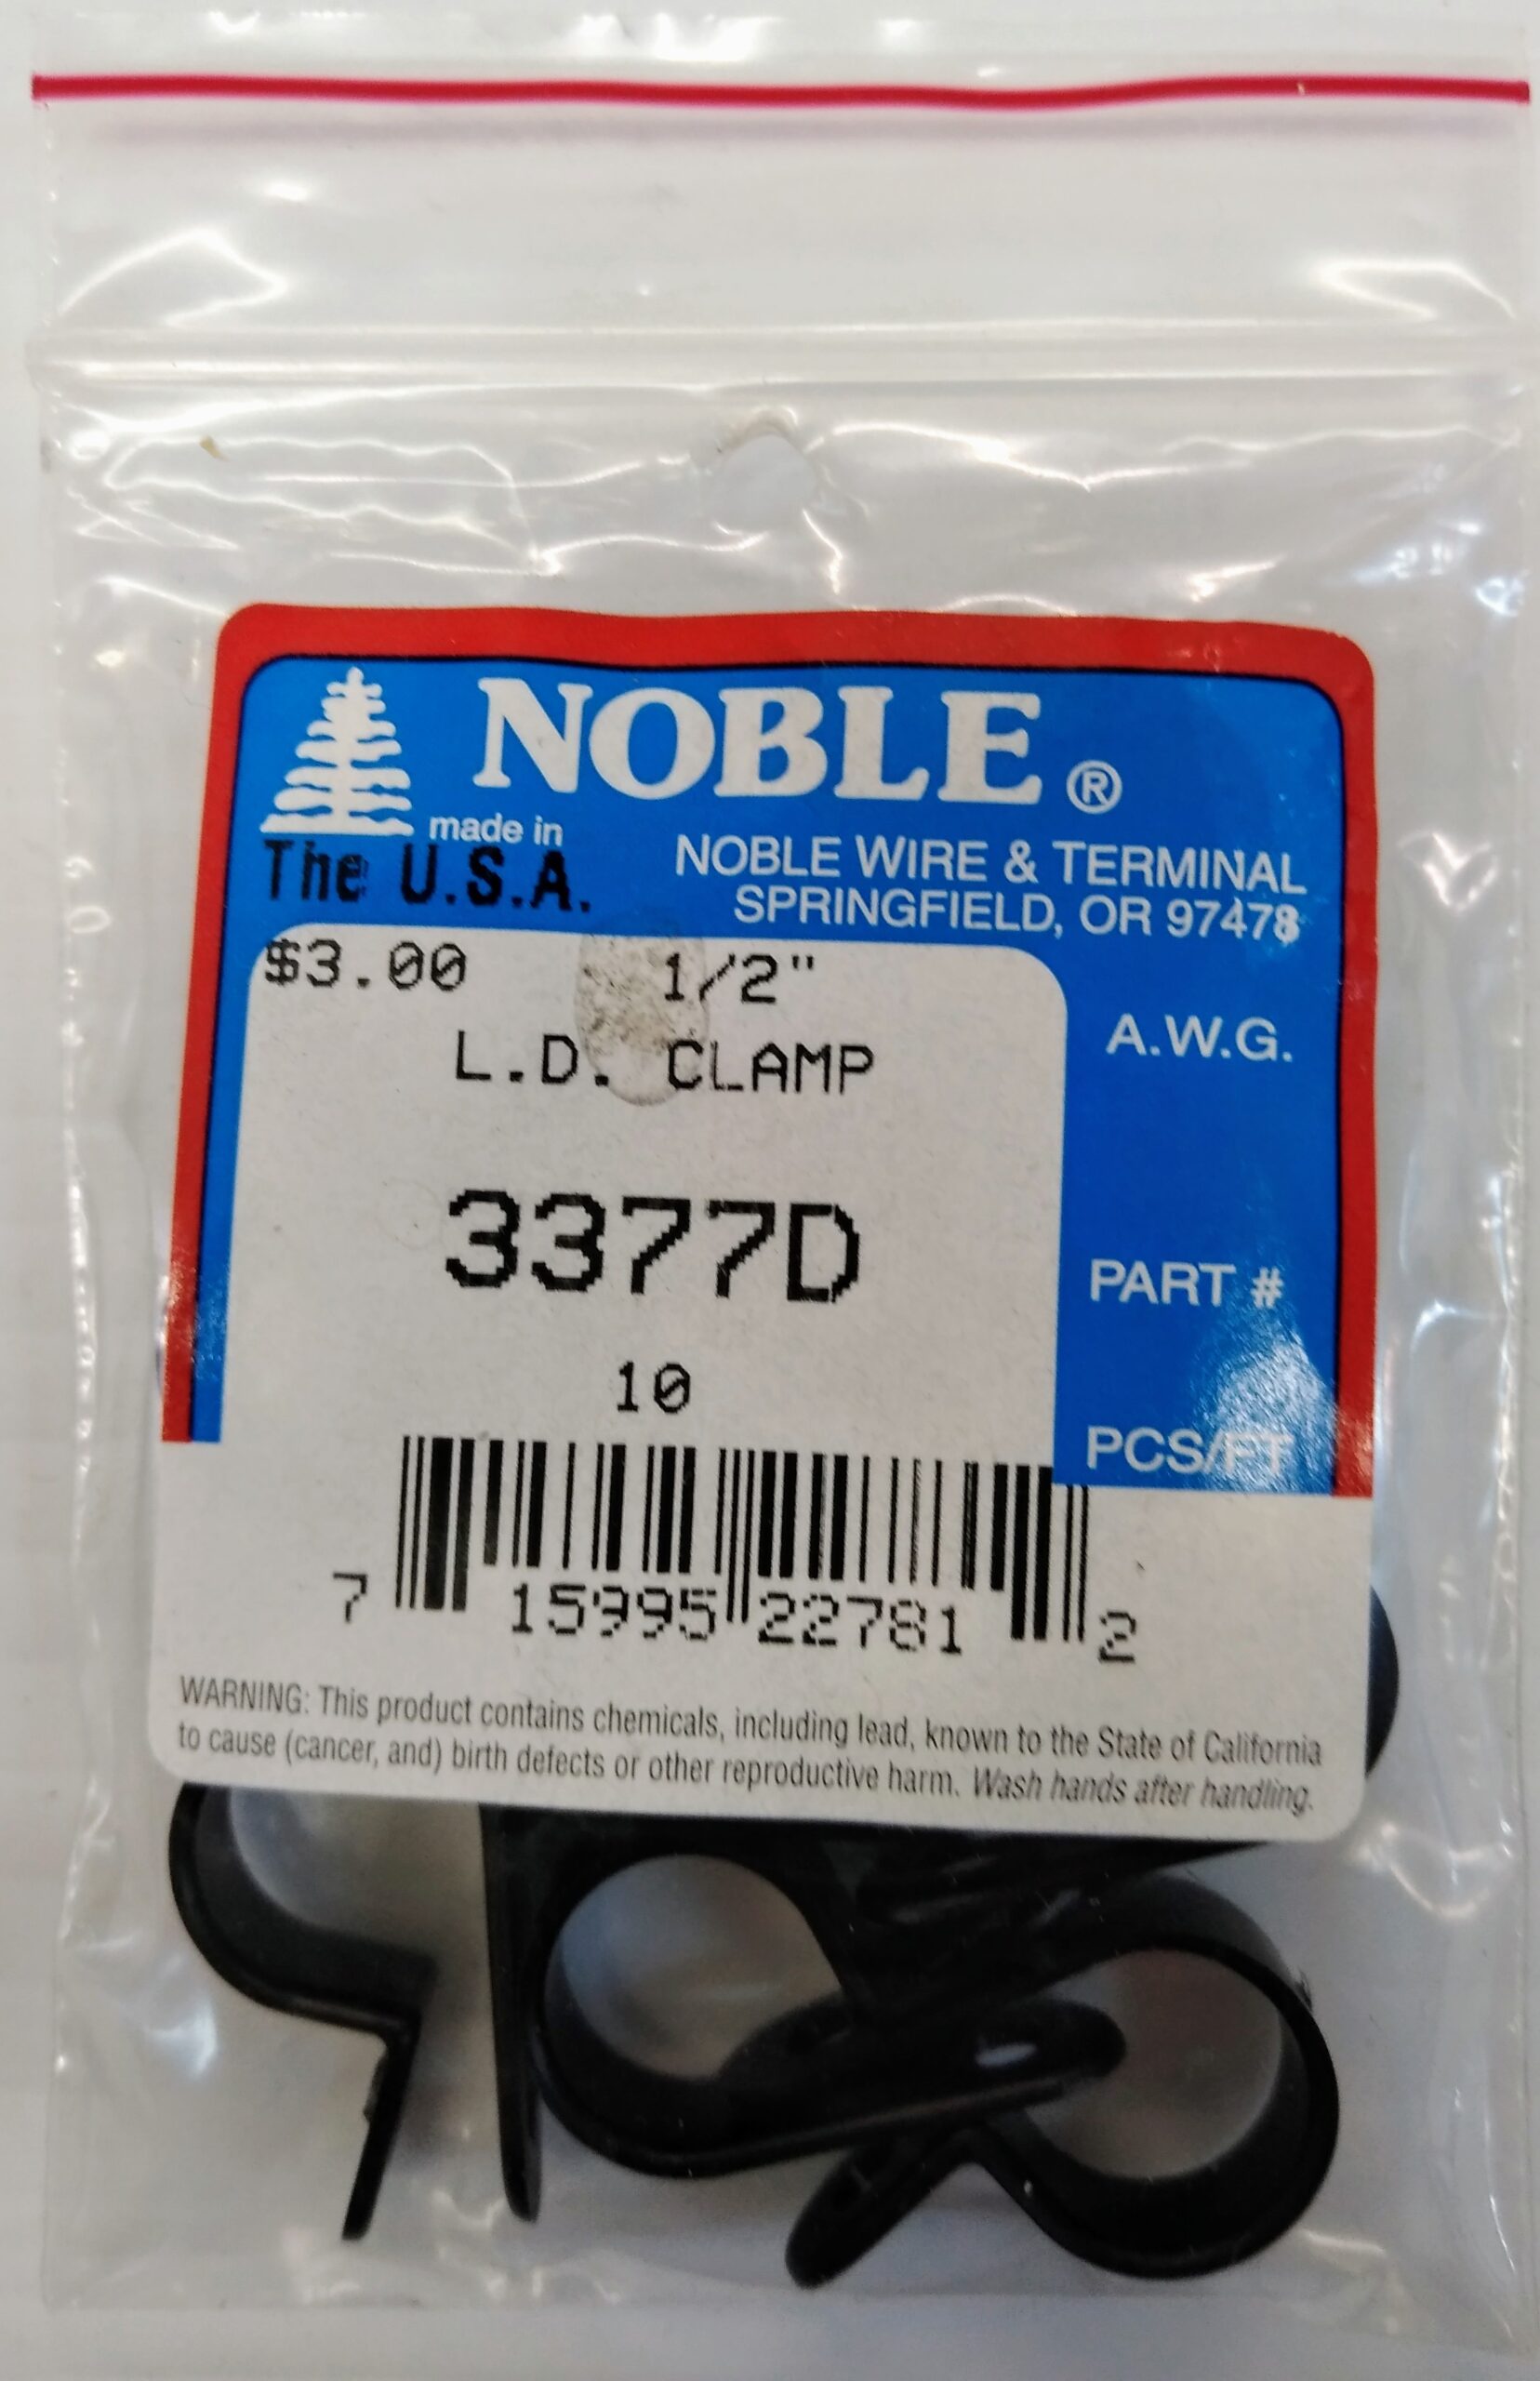 NOBLE®
made in
The U.S.A.
NOBLE WIRE & TERMINAL
SPRINGFIELD, OR 97478
$3.00 1/2"
L.D. CLAMP
A.W.G.
3377D
PART #
10
PCS/FT
7 15995 22781 2
WARNING: This product contains chemicals, including lead, known to the State of California
to cause (cancer, and) birth defects or other reproductive harm. Wash hands after handling.